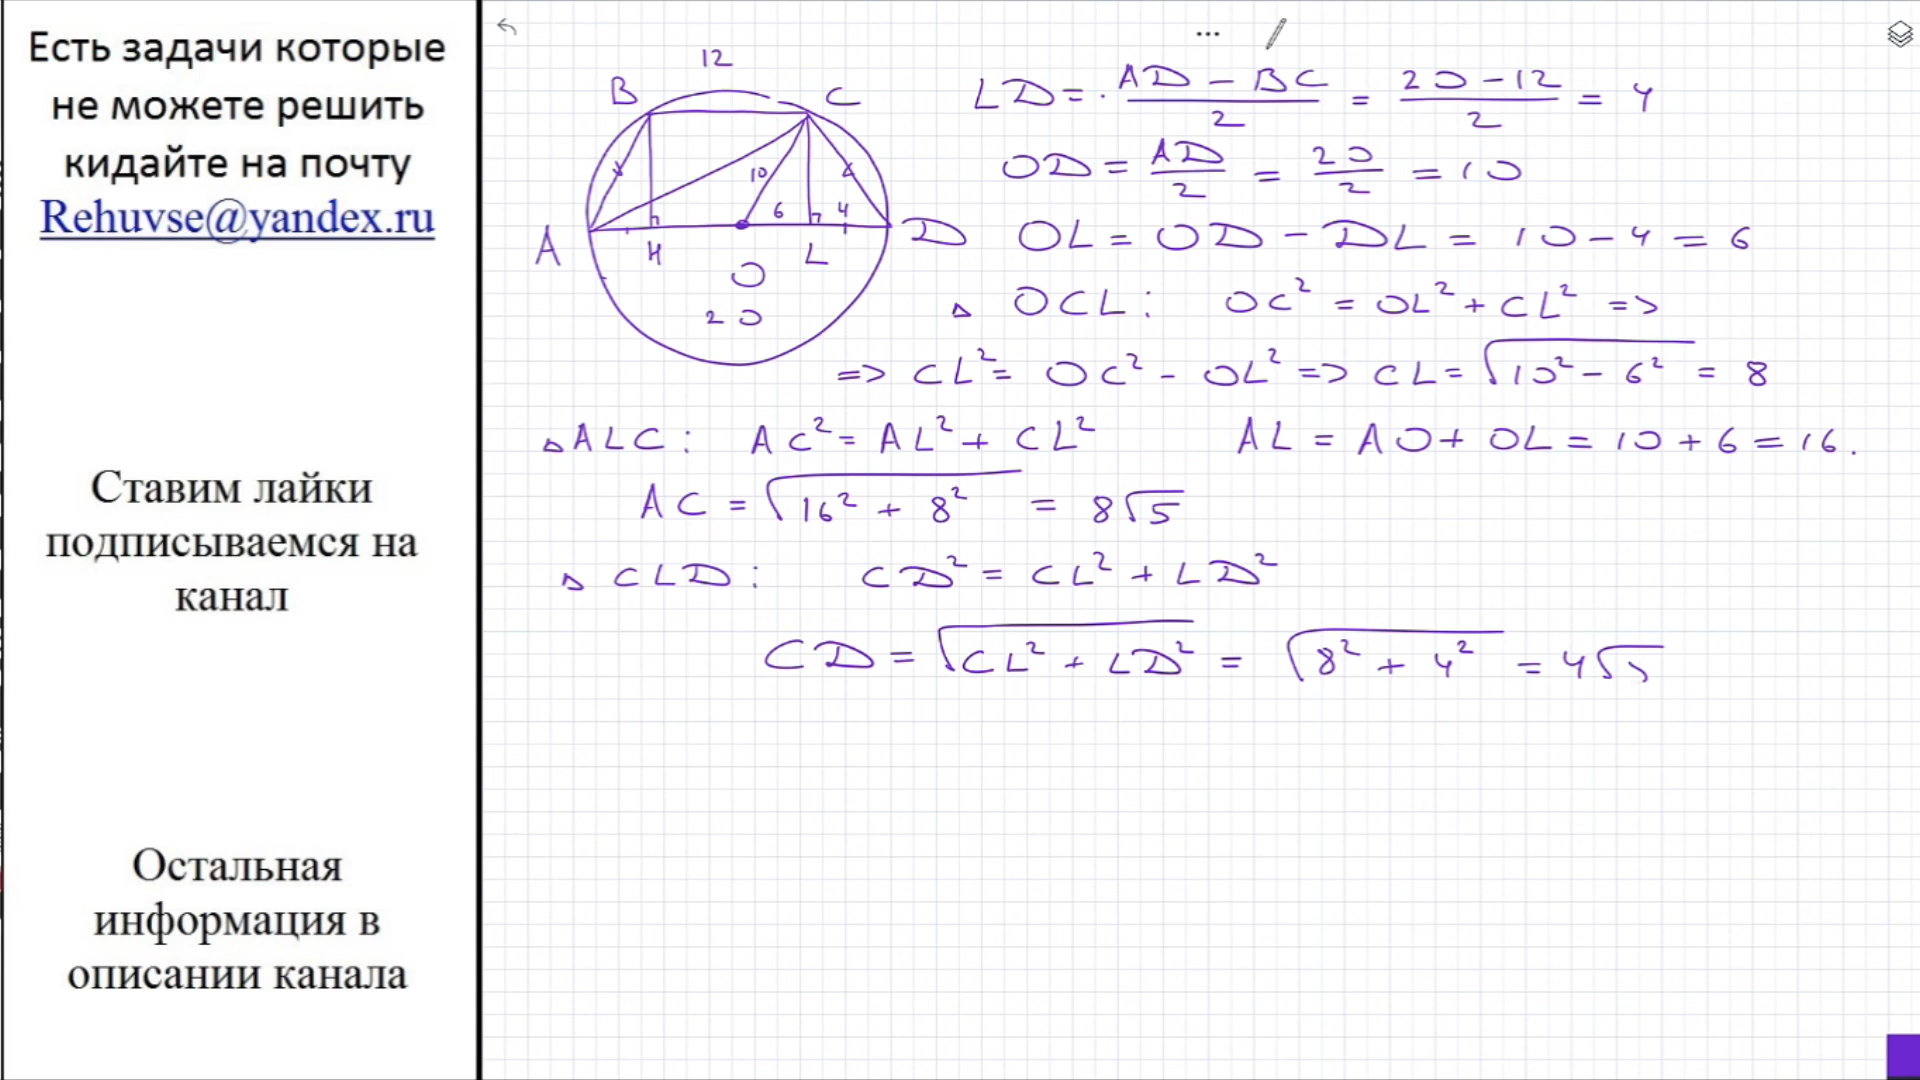 Есть задачи которые
не можете решить
кидайте на почту
Rehuvse@yandex.ru
Ставим лайки
подписываемся на
канал
Остальная
информация в
описании канала
12
B C
10
6 4
A H L D
O
20
LD = (AD − BC)/2 = (20 − 12)/2 = 4
OD = AD/2 = 20/2 = 10
OL = OD − DL = 10 − 4 = 6
△ OCL: OC² = OL² + CL² =>
=> CL² = OC² − OL² => CL = √(10² − 6²) = 8
△ALC: AC² = AL² + CL² AL = AO + OL = 10 + 6 = 16.
AC = √(16² + 8²) = 8√5
△ CLD: CD² = CL² + LD²
CD = √(CL² + LD²) = √(8² + 4²) = 4√